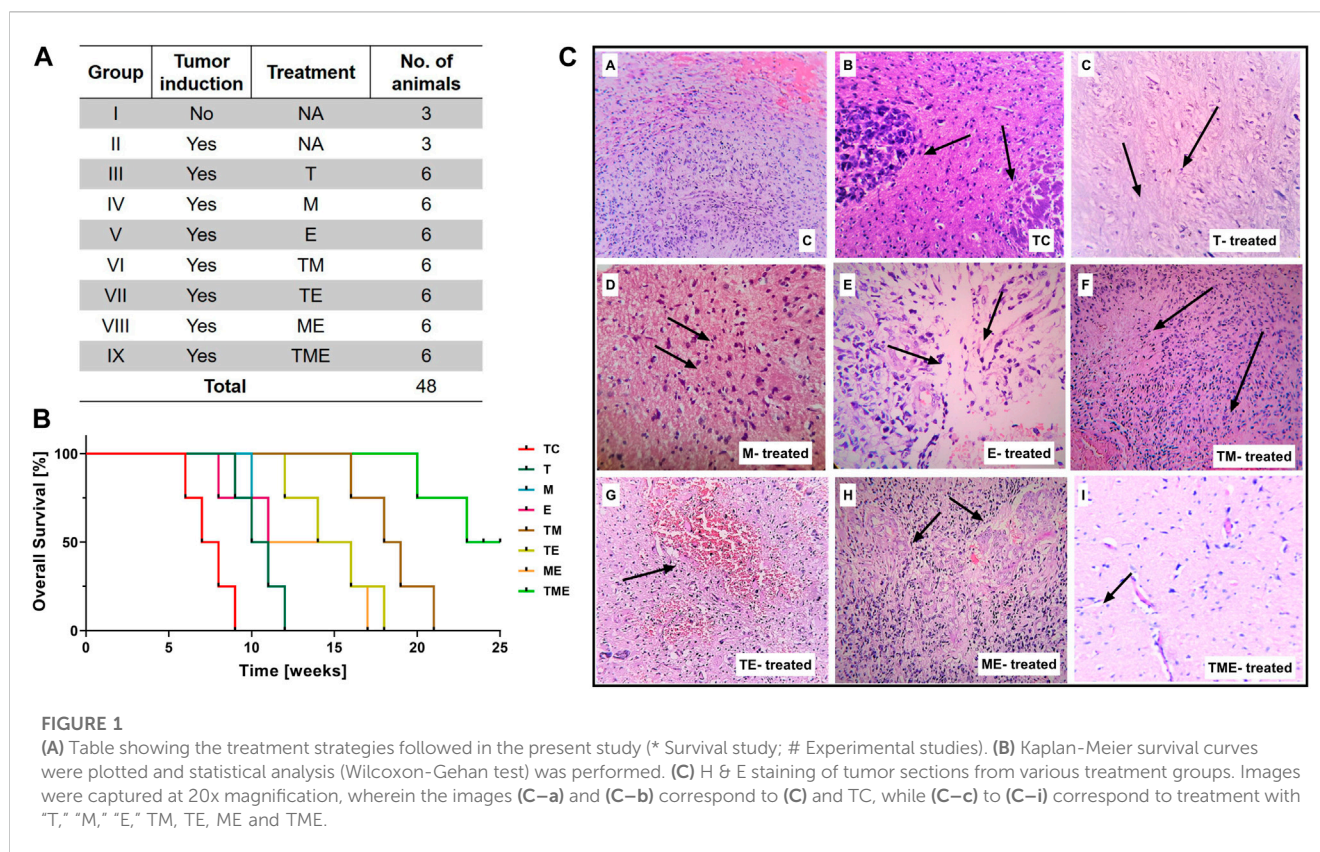 A
Group Tumor induction Treatment No. of animals
I No NA 3
II Yes NA 3
III Yes T 6
IV Yes M 6
V Yes E 6
VI Yes TM 6
VII Yes TE 6
VIII Yes ME 6
IX Yes TME 6
Total 48
B
Overall Survival [%]
100
50
0
0 5 10 15 20 25
Time [weeks]
TC
T
M
E
TM
TE
ME
TME
C
A
C
B
TC
C
T- treated
D
M- treated
E
E- treated
F
TM- treated
G
TE- treated
H
ME- treated
I
TME- treated
FIGURE 1
(A) Table showing the treatment strategies followed in the present study (* Survival study; # Experimental studies). (B) Kaplan-Meier survival curves
were plotted and statistical analysis (Wilcoxon-Gehan test) was performed. (C) H & E staining of tumor sections from various treatment groups. Images
were captured at 20x magnification, wherein the images (C–a) and (C–b) correspond to (C) and TC, while (C–c) to (C–i) correspond to treatment with
“T,” “M,” “E,” TM, TE, ME and TME.